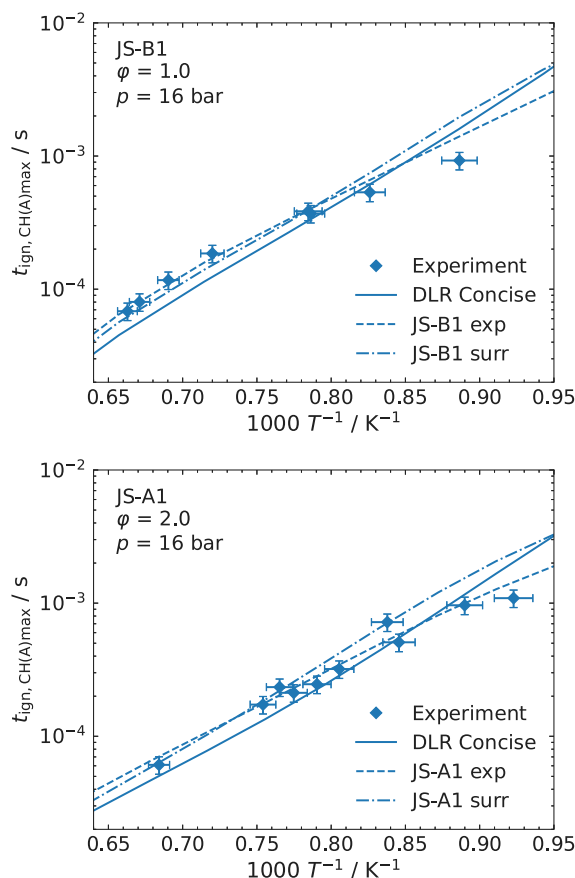 JS-B1
φ = 1.0
p = 16 bar
10⁻²
10⁻³
10⁻⁴
t_ign, CH(A)max / s
Experiment
DLR Concise
JS-B1 exp
JS-B1 surr
0.65 0.70 0.75 0.80 0.85 0.90 0.95
1000 T⁻¹ / K⁻¹
JS-A1
φ = 2.0
p = 16 bar
10⁻²
10⁻³
10⁻⁴
t_ign, CH(A)max / s
Experiment
DLR Concise
JS-A1 exp
JS-A1 surr
0.65 0.70 0.75 0.80 0.85 0.90 0.95
1000 T⁻¹ / K⁻¹